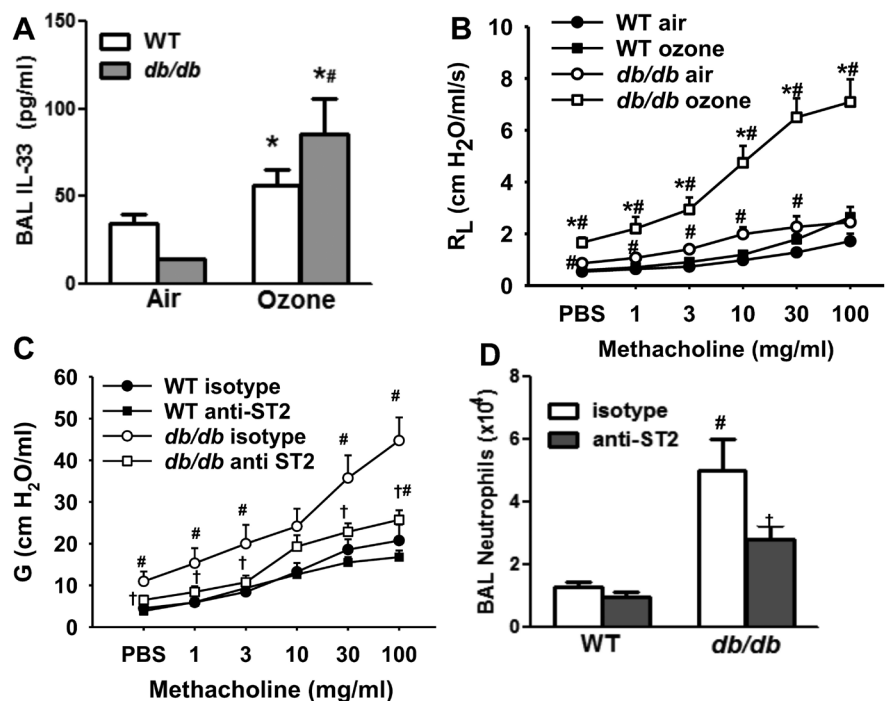 A
BAL IL-33 (pg/ml)
150
100
50
0
WT
db/db
*
*#
Air
Ozone
B
R_L (cm H₂O/ml/s)
10
8
6
4
2
0
WT air
WT ozone
db/db air
db/db ozone
*#
*#
*#
*#
*#
*#
#
#
#
#
#
PBS 1 3 10 30 100
Methacholine (mg/ml)
C
G (cm H₂O/ml)
60
50
40
30
20
10
0
WT isotype
WT anti-ST2
db/db isotype
db/db anti ST2
#
#
#
#
#
†
†
†
†
†#
PBS 1 3 10 30 100
Methacholine (mg/ml)
D
BAL Neutrophils (x10⁴)
8
6
4
2
0
isotype
anti-ST2
#
†
WT
db/db